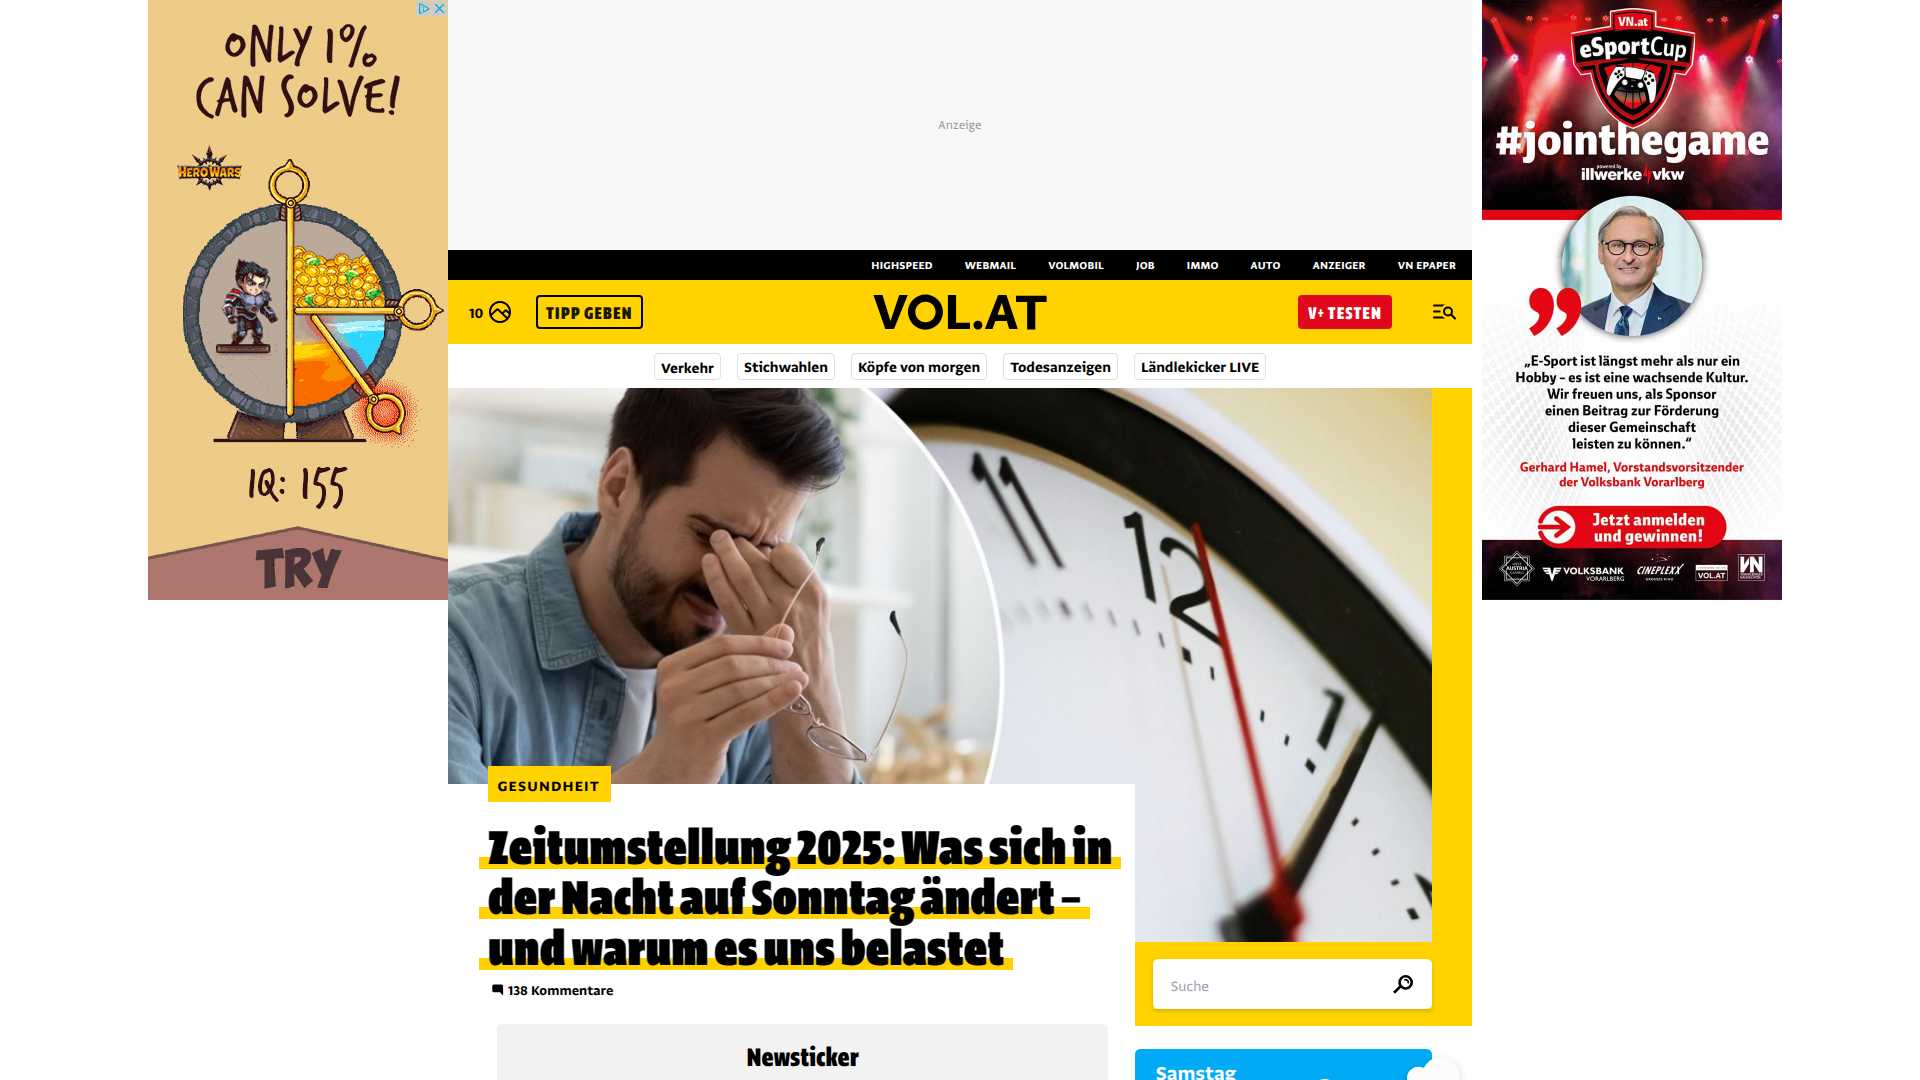 ONLY 1%
CAN SOLVE!
HERO WARS
IQ: 155
TRY
Anzeige
HIGHSPEED
WEBMAIL
VOLMOBIL
JOB
IMMO
AUTO
ANZEIGER
VN EPAPER
10
TIPP GEBEN
VOL.AT
V+ TESTEN
Verkehr
Stichwahlen
Köpfe von morgen
Todesanzeigen
Ländlekicker LIVE
11
12
1
GESUNDHEIT
Zeitumstellung 2025: Was sich in
der Nacht auf Sonntag ändert –
und warum es uns belastet
138 Kommentare
Newsticker
Suche
Samstag
VN.at
eSportCup
#jointhegame
powered by
illwerke vkw
„E-Sport ist längst mehr als nur ein
Hobby – es ist eine wachsende Kultur.
Wir freuen uns, als Sponsor
einen Beitrag zur Förderung
dieser Gemeinschaft
leisten zu können.“
Gerhard Hamel, Vorstandsvorsitzender
der Volksbank Vorarlberg
Jetzt anmelden
und gewinnen!
AUSTRIA
VOLKSBANK
VORARLBERG
CINEPLEXX
VOL.AT
VN